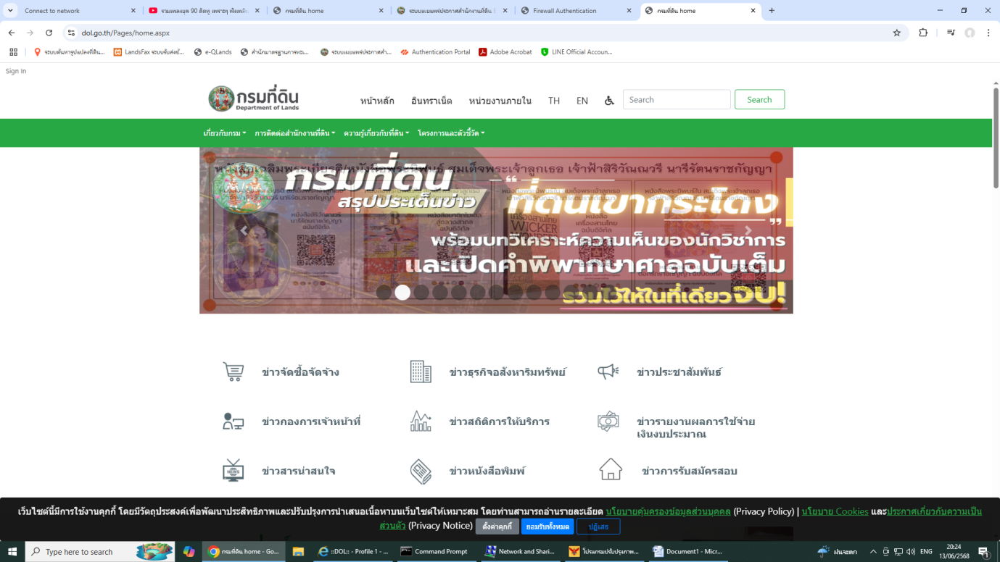 Connect to network
รวมเพลงยุค 90 ติดหู เพราะๆ ฟังเพลิ
กรมที่ดิน home
ระบบเผยแพร่ประกาศสำนักงานที่ดิน
Firewall Authentication
กรมที่ดิน home
dol.go.th/Pages/home.aspx
ระบบค้นหารูปแปลงที่ดิน...
LandsFax ระบบรับส่งข้...
e-QLands
สำนักมาตรฐานการทะเ...
ระบบเผยแพร่ประกาศสำ...
Authentication Portal
Adobe Acrobat
LINE Official Accoun...
Sign In
กรมที่ดิน
Department of Lands
หน้าหลัก อินทราเน็ต หน่วยงานภายใน TH EN
Search
Search
เกี่ยวกับกรม การติดต่อสำนักงานที่ดิน ความรู้เกี่ยวกับที่ดิน โครงการและตัวชี้วัด
หนังสือเฉลิมพระเกียรติ/หนังสือพระนิพนธ์ สมเด็จพระเจ้าลูกเธอ เจ้าฟ้าสิริวัณณวรี นารีรัตนราชกัญญา
กรมที่ดิน
สรุปประเด็นข่าว
“ที่ดินเขากระโดง”
พร้อมบทวิเคราะห์ความเห็นของนักวิชาการ
และเปิดคำพิพากษาศาลฉบับเต็ม
รวมไว้ให้ในที่เดียวจบ!
ข่าวจัดซื้อจัดจ้าง
ข่าวธุรกิจอสังหาริมทรัพย์
ข่าวประชาสัมพันธ์
ข่าวกองการเจ้าหน้าที่
ข่าวสถิติการให้บริการ
ข่าวรายงานผลการใช้จ่าย
เงินงบประมาณ
NEWS
ข่าวสารน่าสนใจ
ข่าวหนังสือพิมพ์
ข่าวการรับสมัครสอบ
เว็บไซต์นี้มีการใช้งานคุกกี้ โดยมีวัตถุประสงค์เพื่อพัฒนาประสิทธิภาพและปรับปรุงการนำเสนอเนื้อหาบนเว็บไซต์ให้เหมาะสม โดยท่านสามารถอ่านรายละเอียด นโยบายคุ้มครองข้อมูลส่วนบุคคล (Privacy Policy) | นโยบาย Cookies และประกาศเกี่ยวกับความเป็น
ส่วนตัว (Privacy Notice) ตั้งค่าคุกกี้ ยอมรับทั้งหมด ปฏิเสธ
Type here to search
กรมที่ดิน home - Go...
::DOL:: - Profile 1 - ...
Command Prompt
Network and Shari...
โปรแกรมปรับปรุงภาพ...
Document1 - Micr...
ฝนจะตก
ENG
20:24
13/06/2568